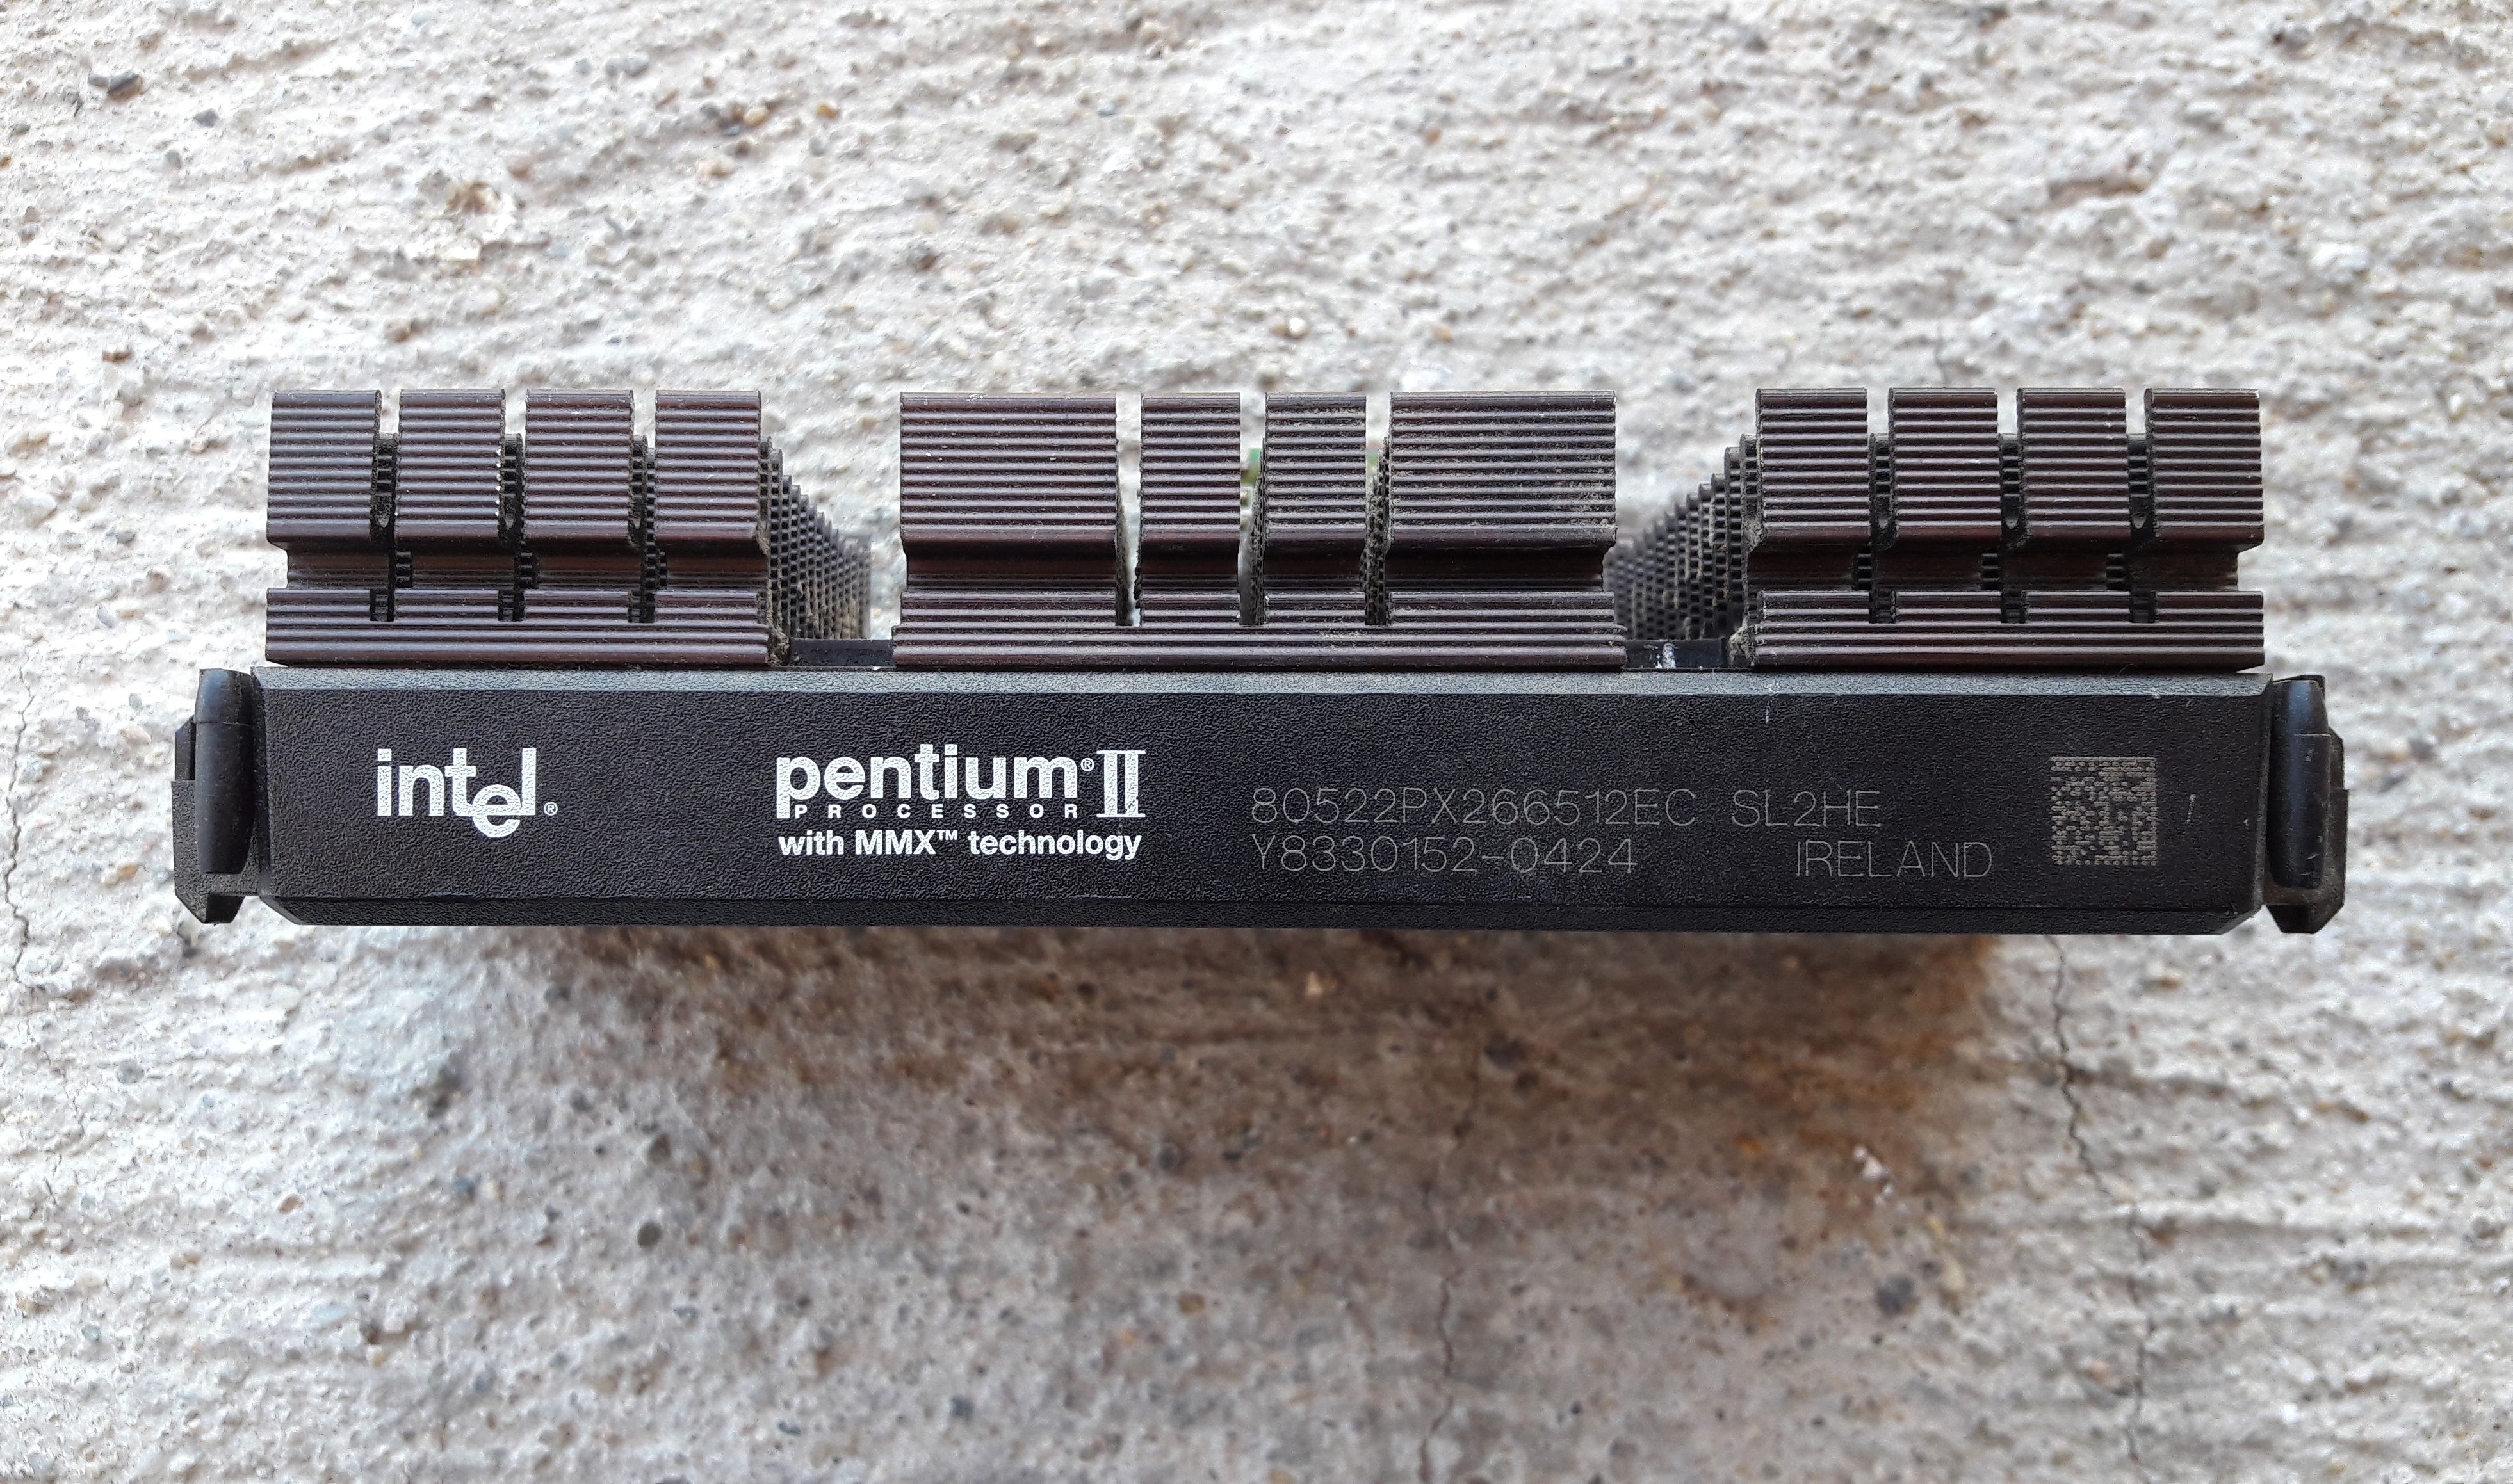 intel®
pentium® II
PROCESSOR
with MMX™ technology
80522PX266512EC SL2HE
Y8330152-0424 IRELAND